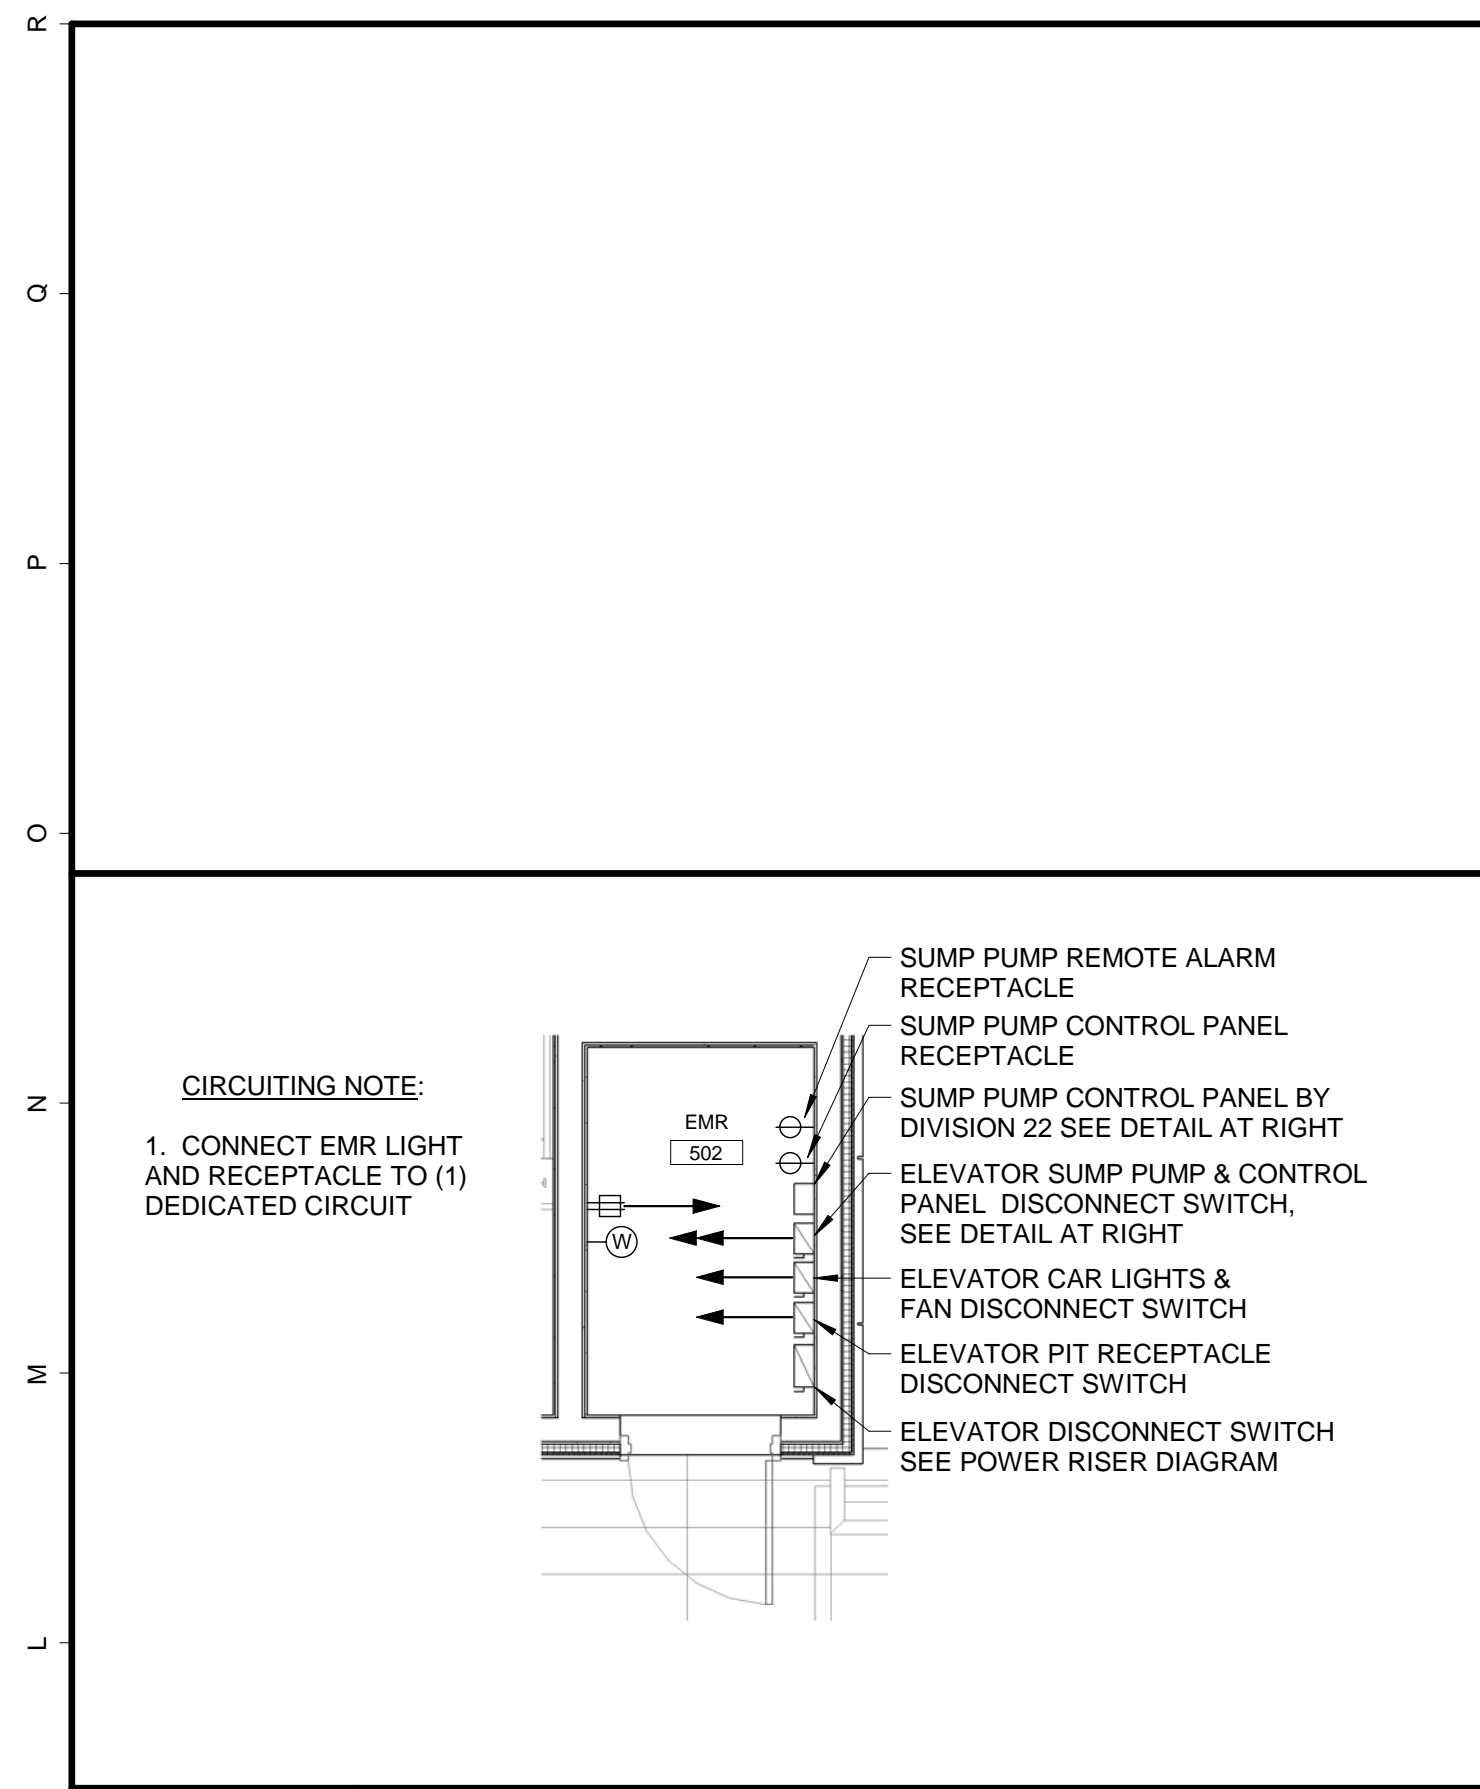 R
Q
P
O
N
M
L
CIRCUITING NOTE:
1. CONNECT EMR LIGHT
AND RECEPTACLE TO (1)
DEDICATED CIRCUIT
EMR
502
W
SUMP PUMP REMOTE ALARM
RECEPTACLE
SUMP PUMP CONTROL PANEL
RECEPTACLE
SUMP PUMP CONTROL PANEL BY
DIVISION 22 SEE DETAIL AT RIGHT
ELEVATOR SUMP PUMP & CONTROL
PANEL DISCONNECT SWITCH,
SEE DETAIL AT RIGHT
ELEVATOR CAR LIGHTS &
FAN DISCONNECT SWITCH
ELEVATOR PIT RECEPTACLE
DISCONNECT SWITCH
ELEVATOR DISCONNECT SWITCH
SEE POWER RISER DIAGRAM